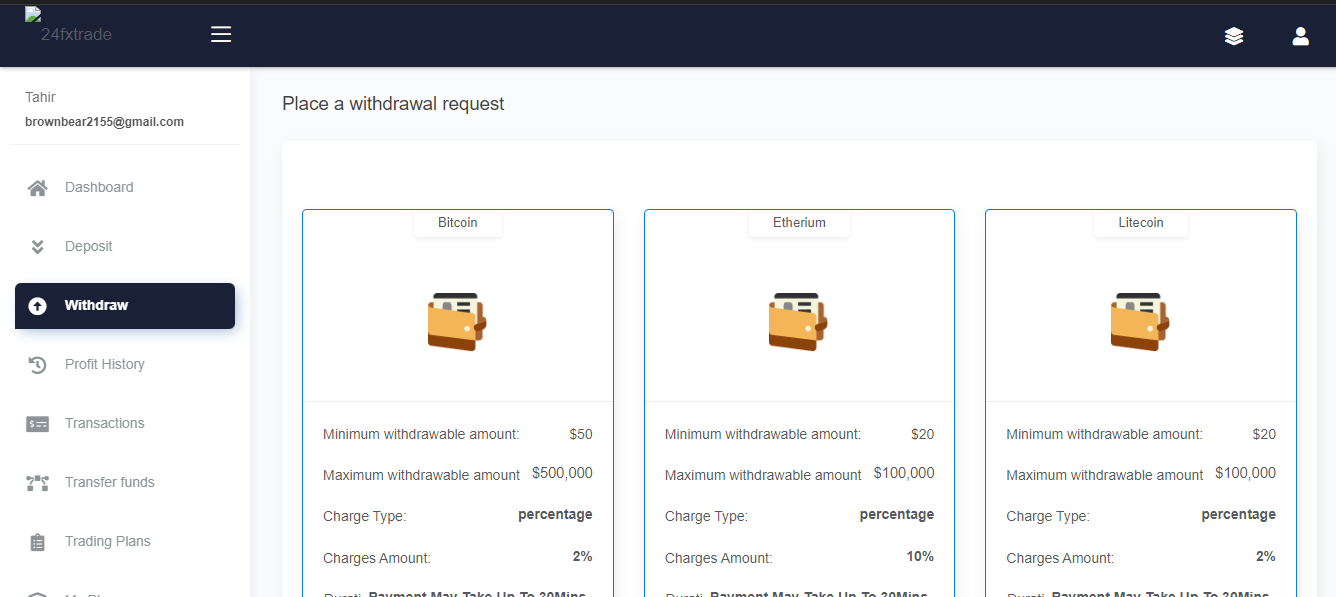 24fxtrade
Tahir
brownbear2155@gmail.com
Dashboard
Deposit
Withdraw
Profit History
Transactions
Transfer funds
Trading Plans
Place a withdrawal request
Bitcoin
Minimum withdrawable amount: $50
Maximum withdrawable amount $500,000
Charge Type: percentage
Charges Amount: 2%
Payment May Take Up To 30Mins
Etherium
Minimum withdrawable amount: $20
Maximum withdrawable amount $100,000
Charge Type: percentage
Charges Amount: 10%
Payment May Take Up To 30Mins
Litecoin
Minimum withdrawable amount: $20
Maximum withdrawable amount $100,000
Charge Type: percentage
Charges Amount: 2%
Payment May Take Up To 30Mins